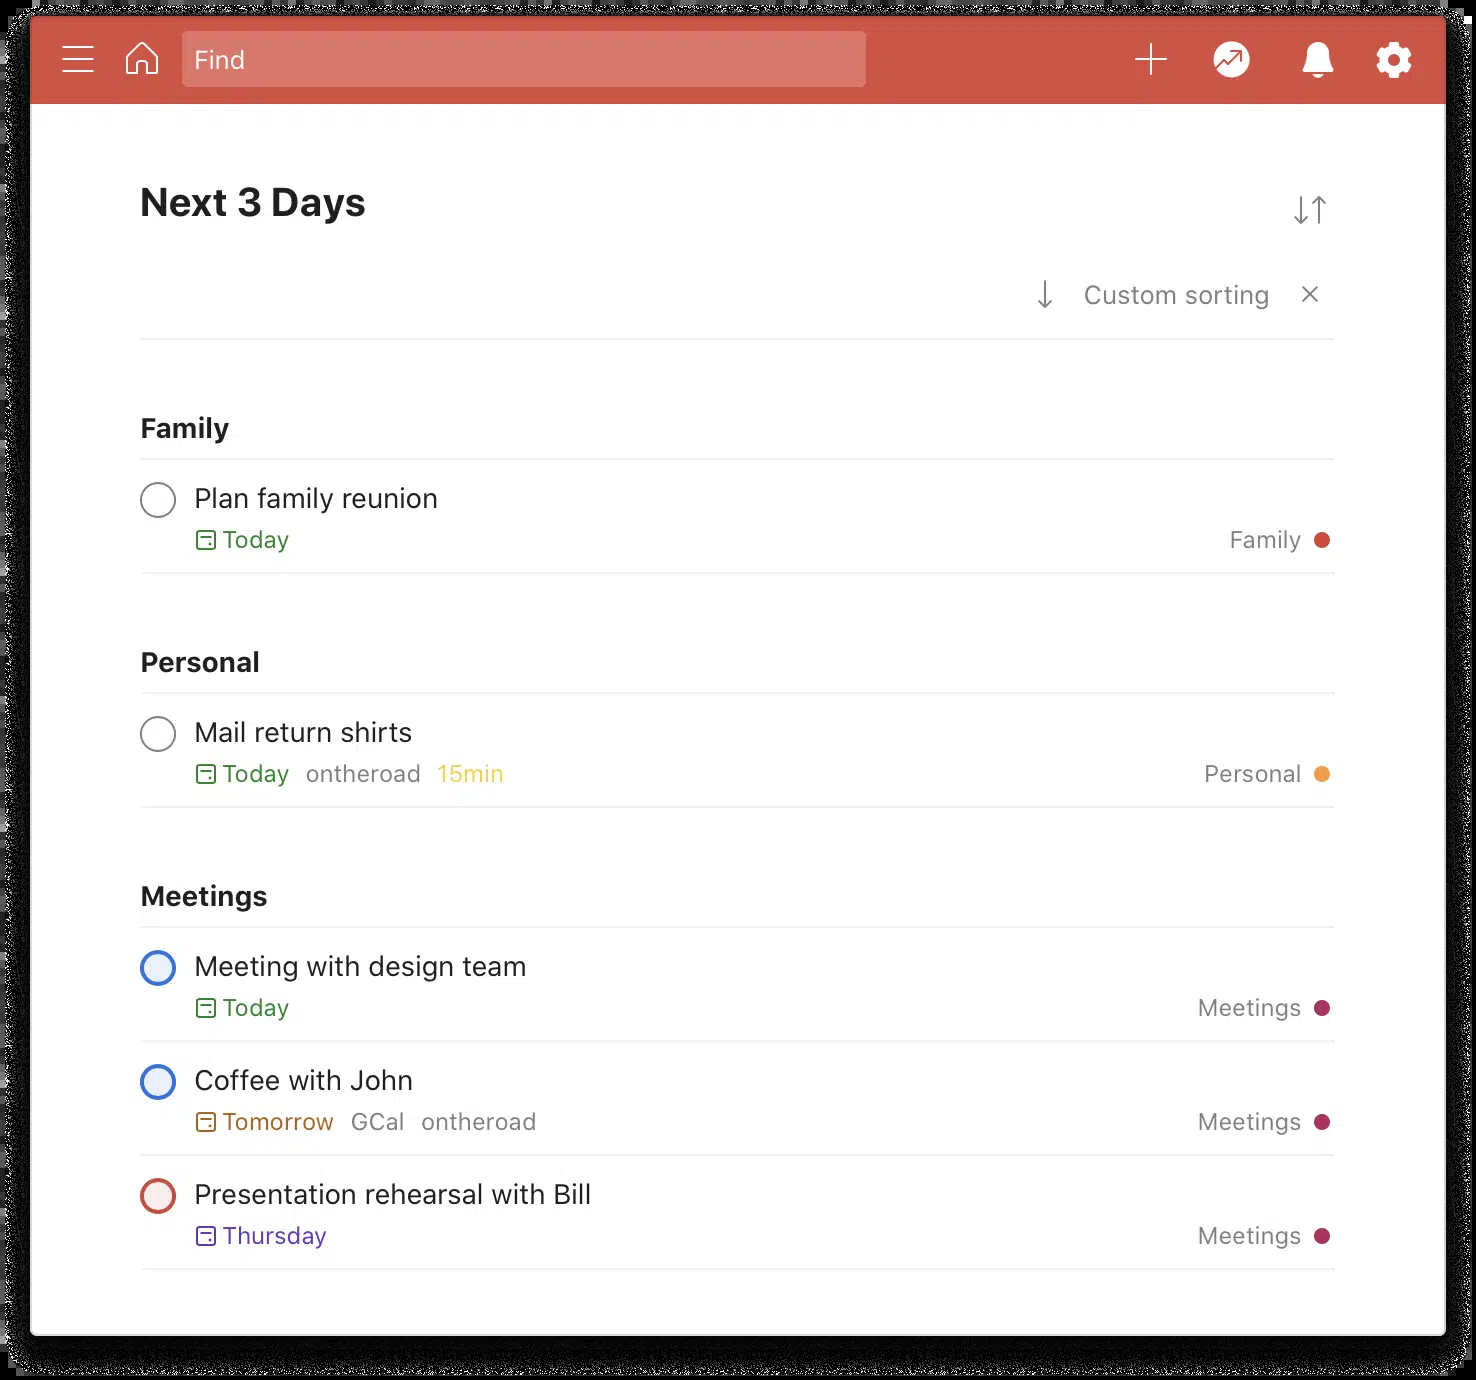 Find
Next 3 Days
Custom sorting
Family
Plan family reunion
Today Family
Personal
Mail return shirts
Today ontheroad 15min Personal
Meetings
Meeting with design team
Today Meetings
Coffee with John
Tomorrow GCal ontheroad Meetings
Presentation rehearsal with Bill
Thursday Meetings